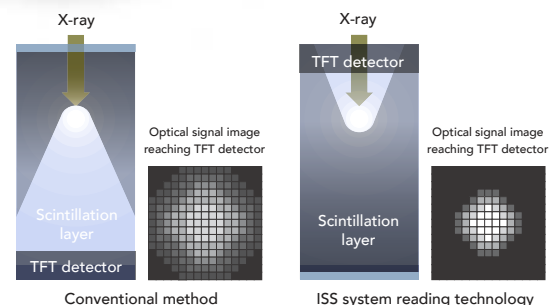 X-ray
Optical signal image
reaching TFT detector
Scintillation
layer
TFT detector
Conventional method
X-ray
TFT detector
Optical signal image
reaching TFT detector
Scintillation
layer
ISS system reading technology